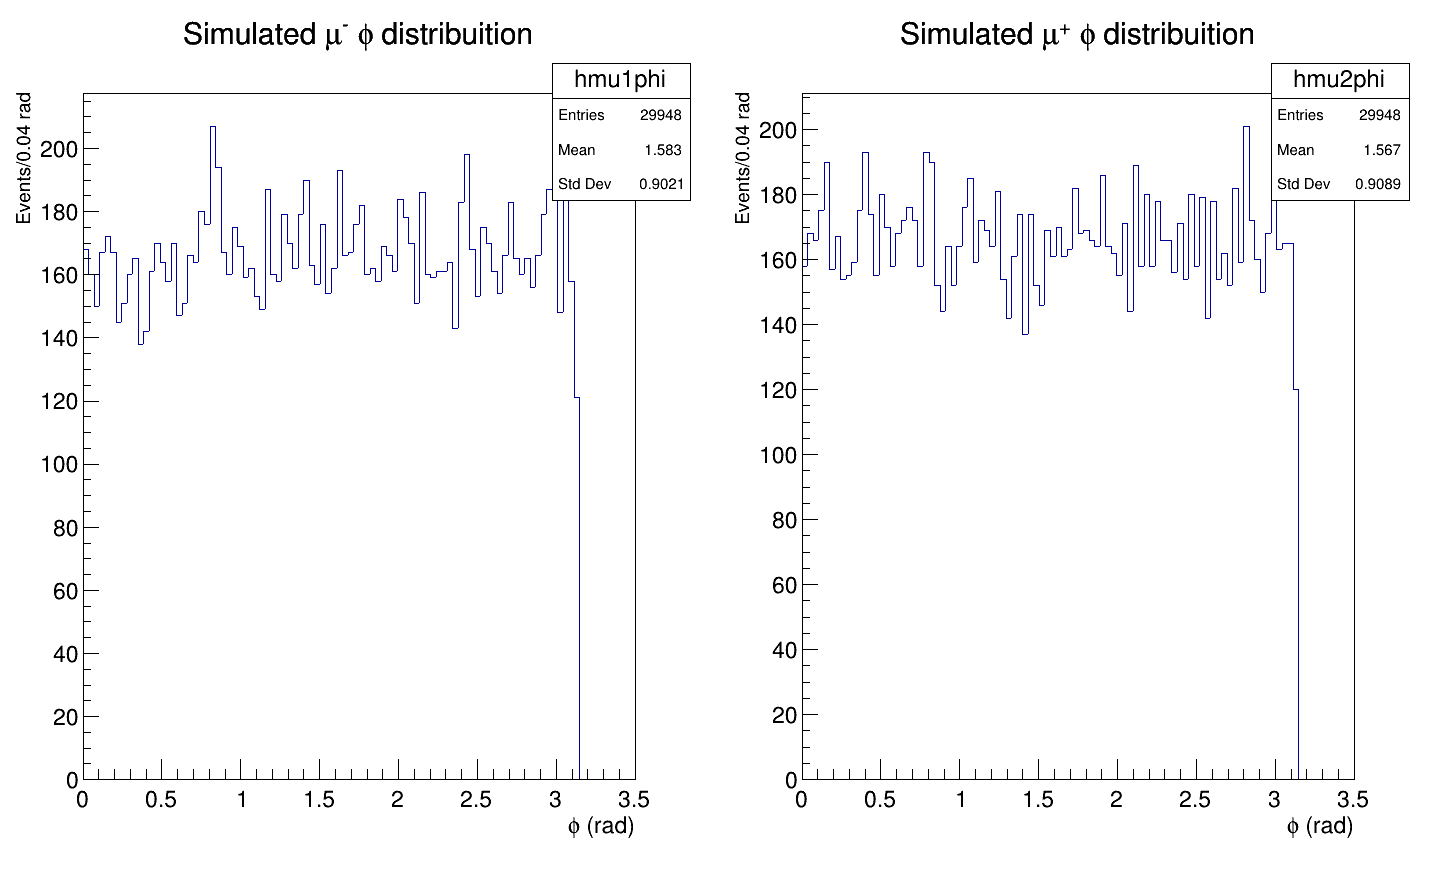 Simulated μ⁻ ϕ distribuition
hmu1phi
Entries 29948
Mean 1.583
Std Dev 0.9021
Events/0.04 rad
200
180
160
140
120
100
80
60
40
20
0
0 0.5 1 1.5 2 2.5 3 3.5
ϕ (rad)
Simulated μ⁺ ϕ distribuition
hmu2phi
Entries 29948
Mean 1.567
Std Dev 0.9089
Events/0.04 rad
200
180
160
140
120
100
80
60
40
20
0
0 0.5 1 1.5 2 2.5 3 3.5
ϕ (rad)